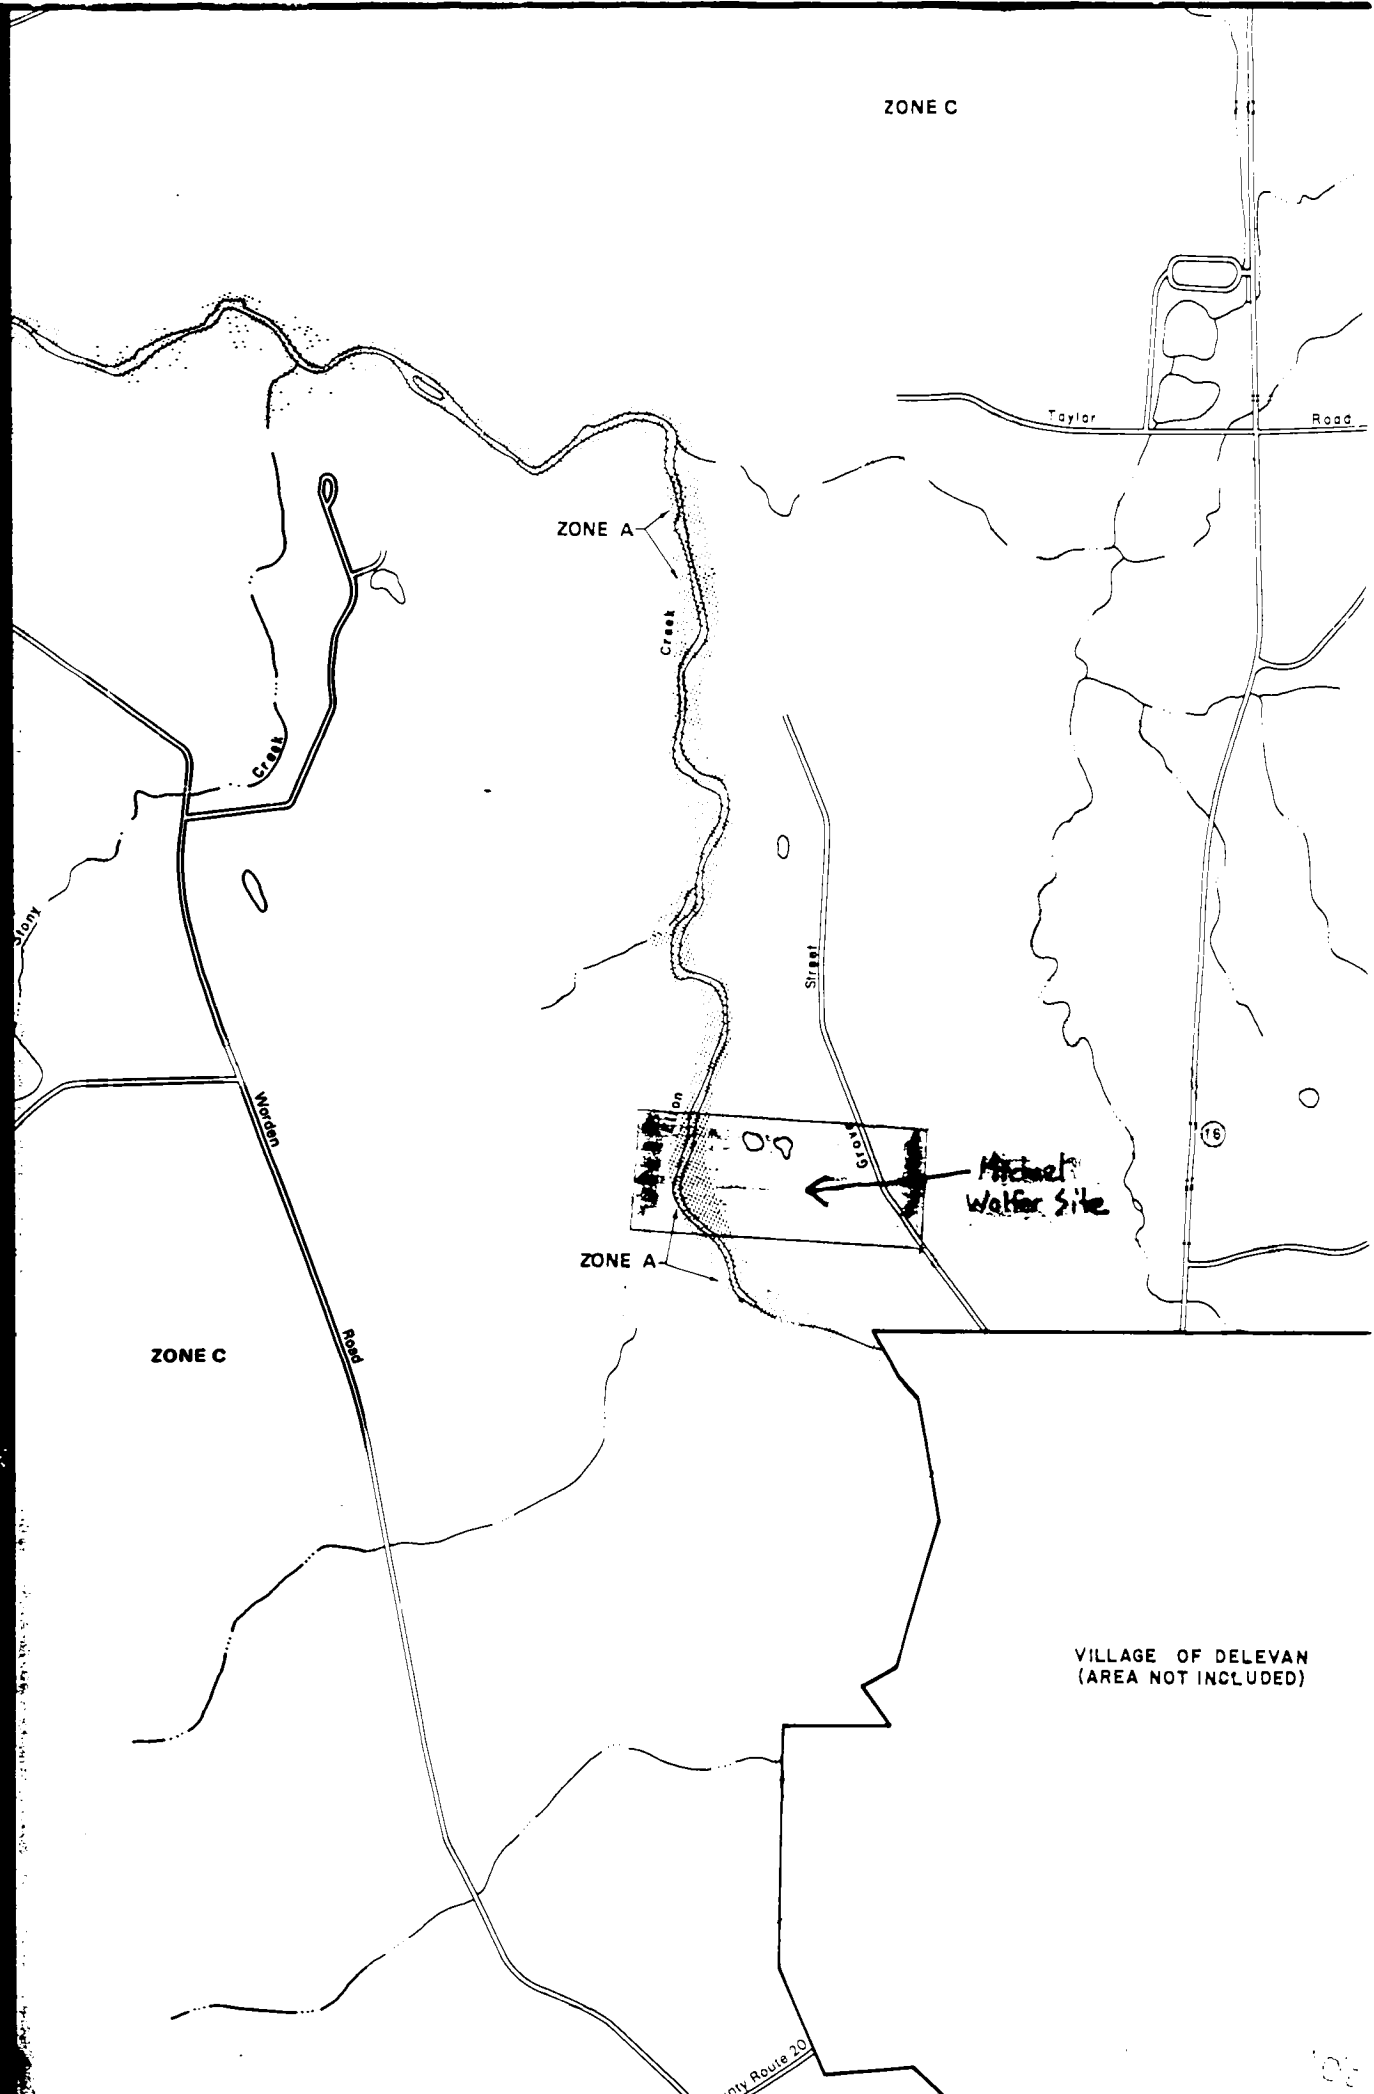 ZONE C
Taylor Road
ZONE A
Creek
Creek
Stony
Street
Elton
Worden
Grove
16
Michael
Wolfer Site
ZONE A
Road
ZONE C
VILLAGE OF DELEVAN
(AREA NOT INCLUDED)
Route 20